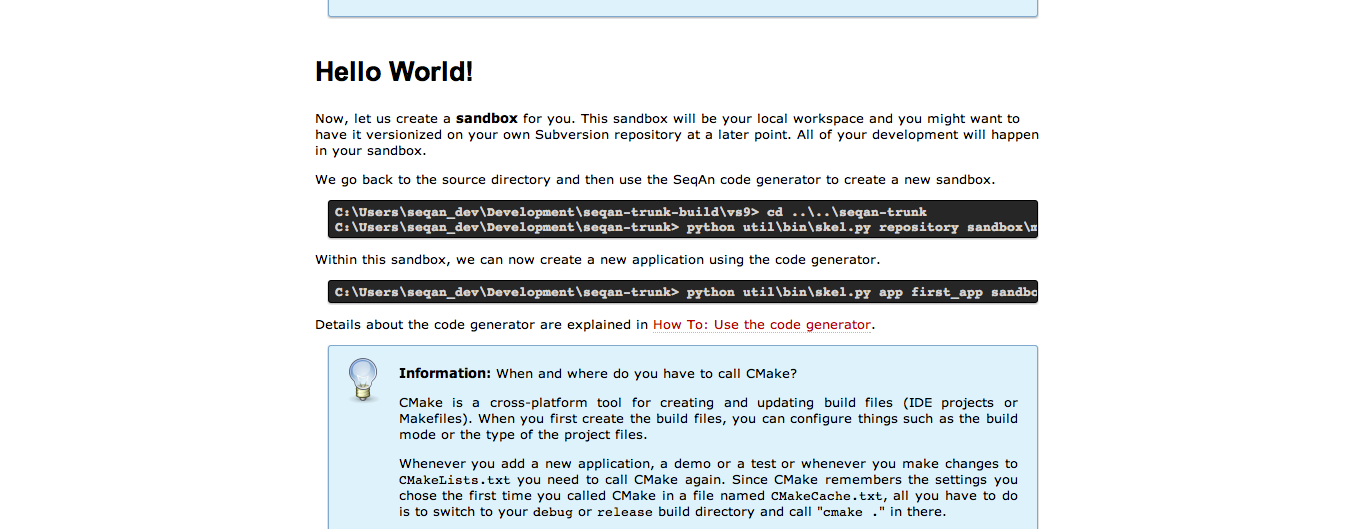 Hello World!
Now, let us create a sandbox for you. This sandbox will be your local workspace and you might want to
have it versionized on your own Subversion repository at a later point. All of your development will happen
in your sandbox.
We go back to the source directory and then use the SeqAn code generator to create a new sandbox.
C:\Users\seqan_dev\Development\seqan-trunk-build\vs9> cd ..\..\seqan-trunk
C:\Users\seqan_dev\Development\seqan-trunk> python util\bin\skel.py repository sandbox\
Within this sandbox, we can now create a new application using the code generator.
C:\Users\seqan_dev\Development\seqan-trunk> python util\bin\skel.py app first_app
Details about the code generator are explained in How To: Use the code generator.
Information: When and where do you have to call CMake?
CMake is a cross-platform tool for creating and updating build files (IDE projects or
Makefiles). When you first create the build files, you can configure things such as the build
mode or the type of the project files.
Whenever you add a new application, a demo or a test or whenever you make changes to
CMakeLists.txt you need to call CMake again. Since CMake remembers the settings you
chose the first time you called CMake in a file named CMakeCache.txt, all you have to do
is to switch to your debug or release build directory and call "cmake ." in there.